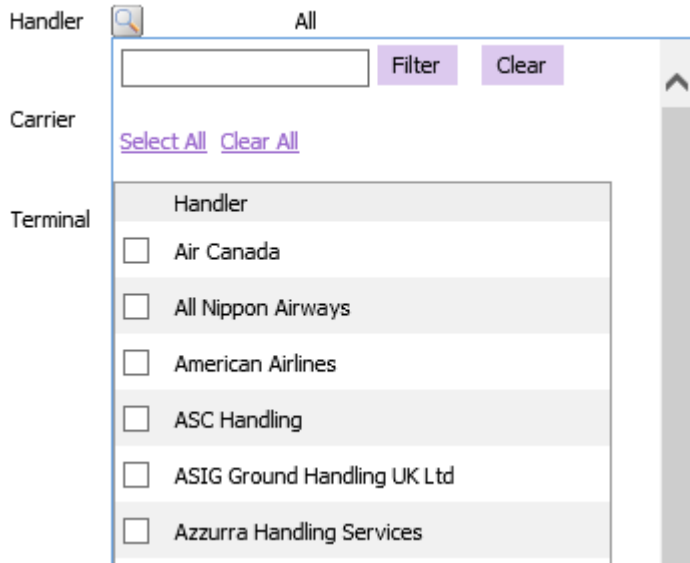 Handler All
Filter Clear
Carrier
Select All Clear All
Terminal
Handler
Air Canada
All Nippon Airways
American Airlines
ASC Handling
ASIG Ground Handling UK Ltd
Azzurra Handling Services